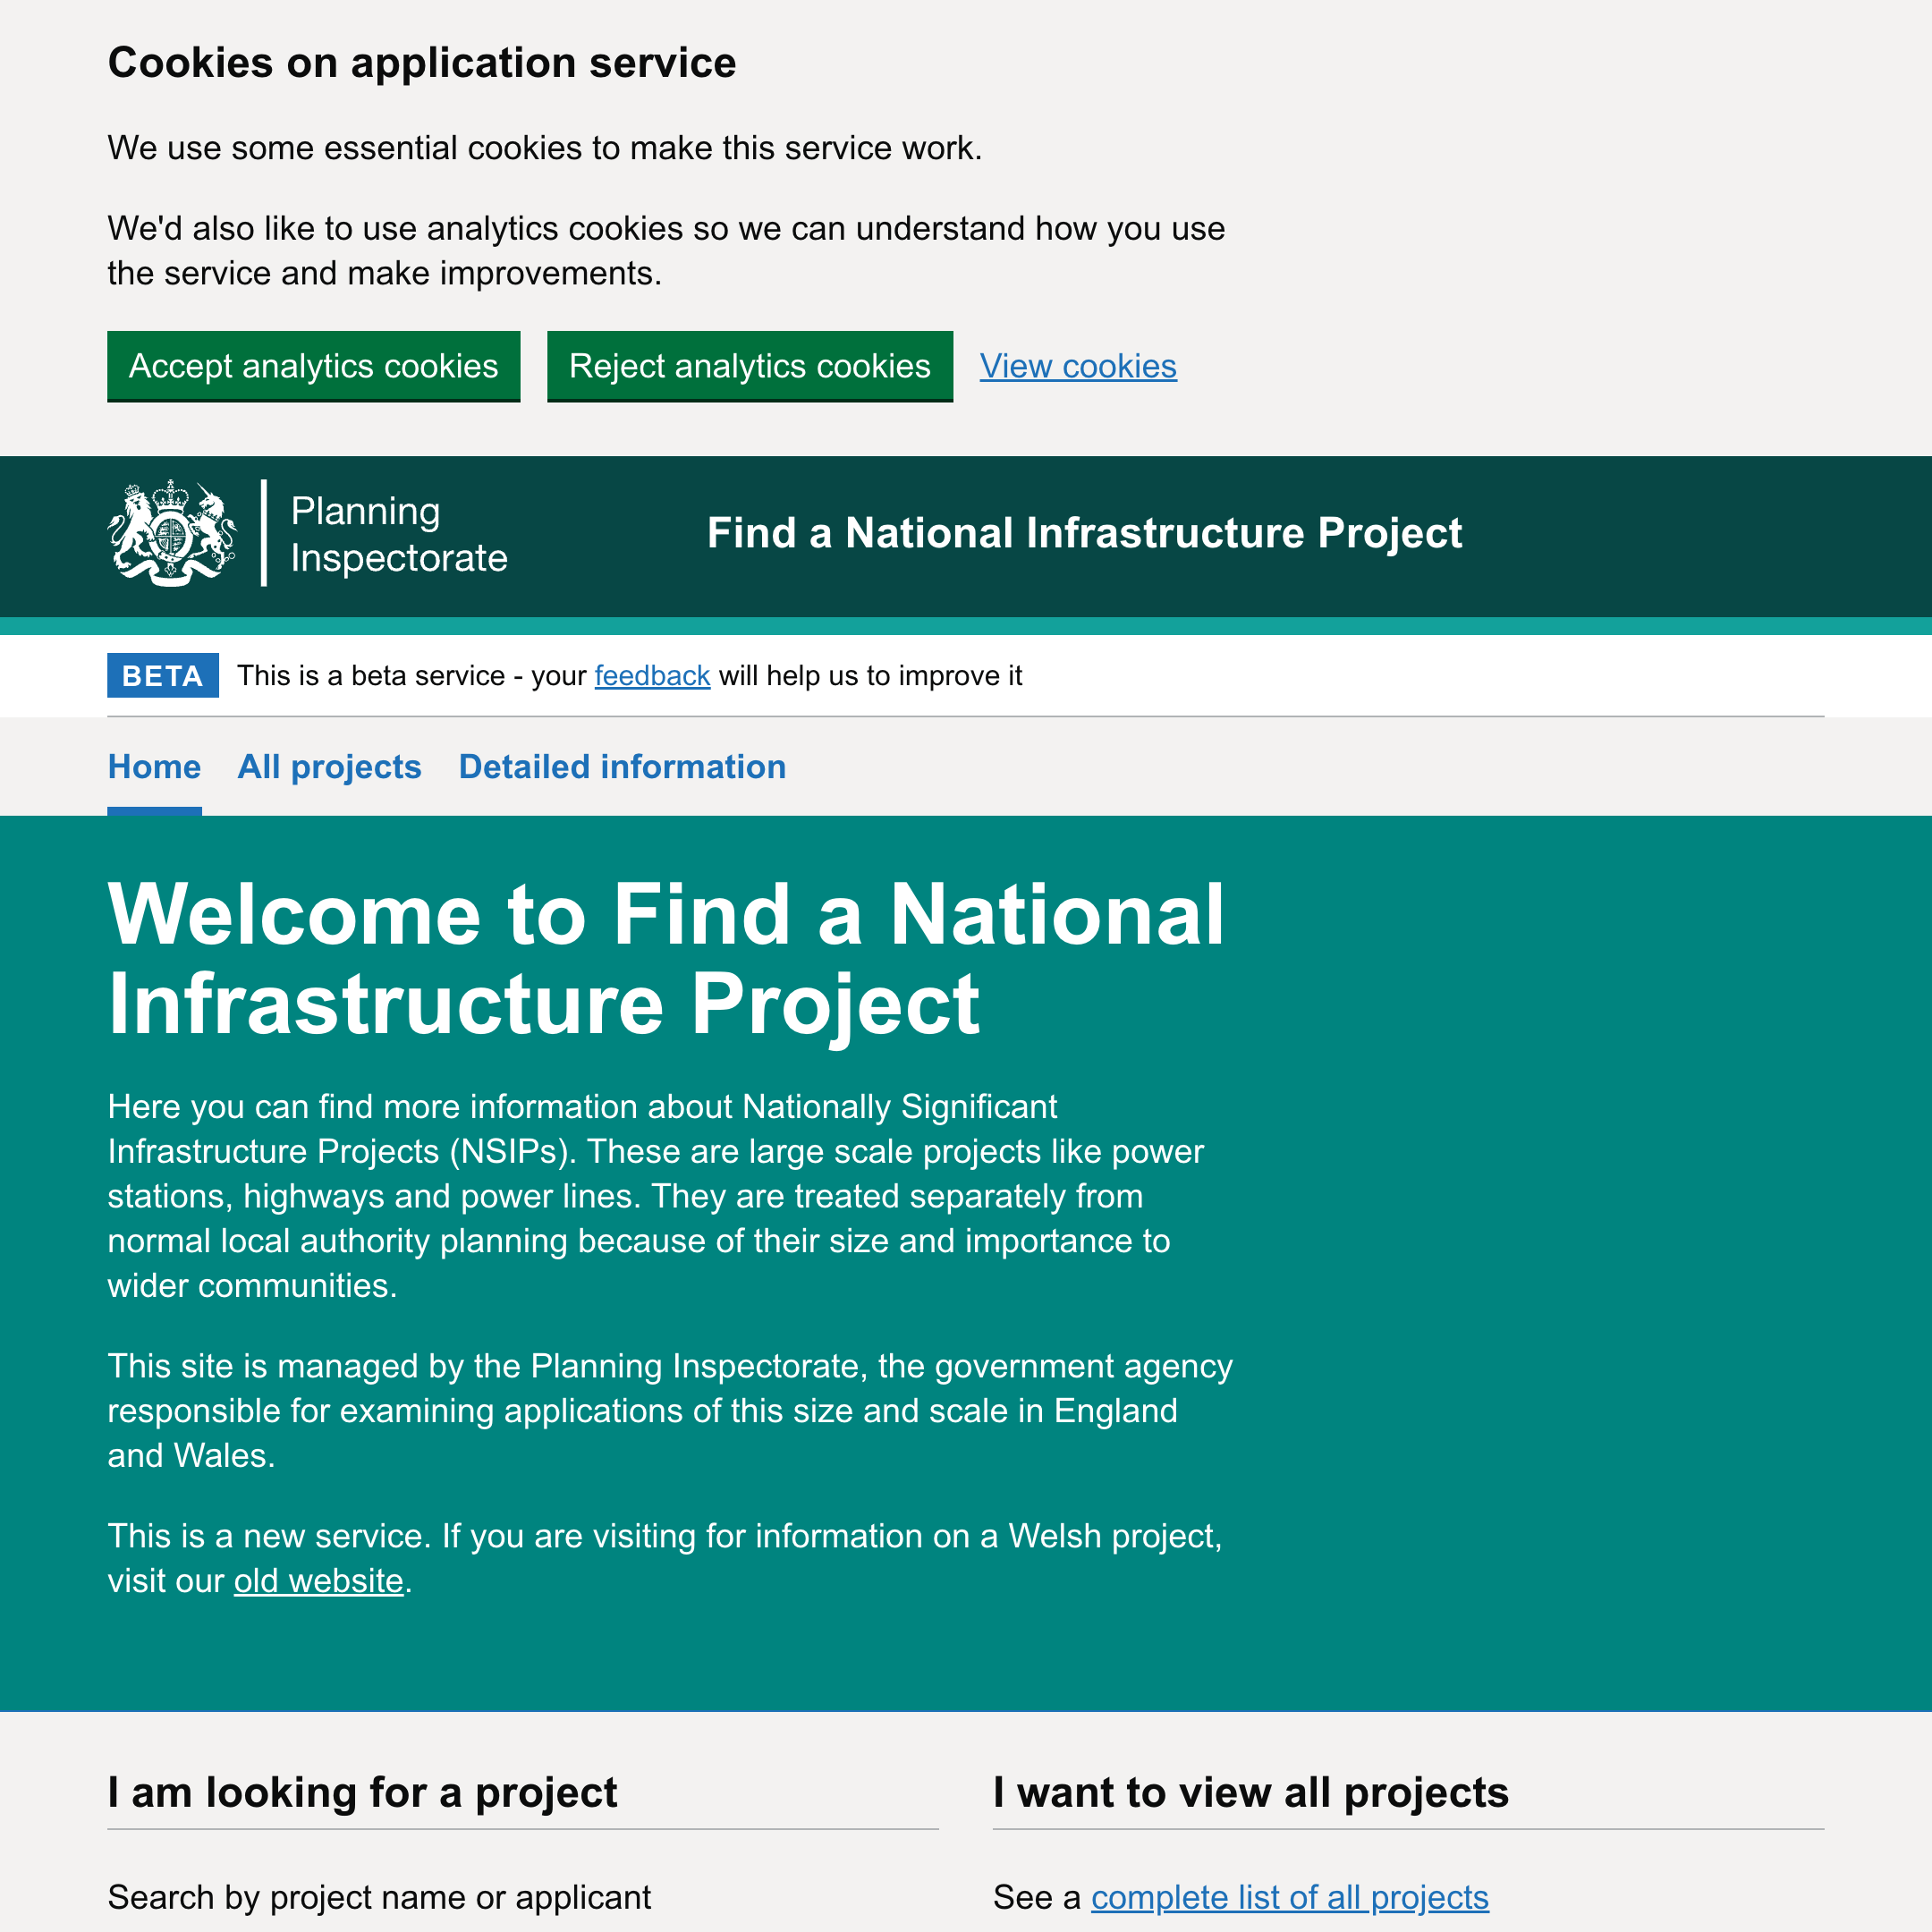 Cookies on application service
We use some essential cookies to make this service work.
We'd also like to use analytics cookies so we can understand how you use
the service and make improvements.
Accept analytics cookies Reject analytics cookies View cookies
Planning
Inspectorate
Find a National Infrastructure Project
BETA This is a beta service - your feedback will help us to improve it
Home All projects Detailed information
Welcome to Find a National
Infrastructure Project
Here you can find more information about Nationally Significant
Infrastructure Projects (NSIPs). These are large scale projects like power
stations, highways and power lines. They are treated separately from
normal local authority planning because of their size and importance to
wider communities.
This site is managed by the Planning Inspectorate, the government agency
responsible for examining applications of this size and scale in England
and Wales.
This is a new service. If you are visiting for information on a Welsh project,
visit our old website.
I am looking for a project
Search by project name or applicant
I want to view all projects
See a complete list of all projects